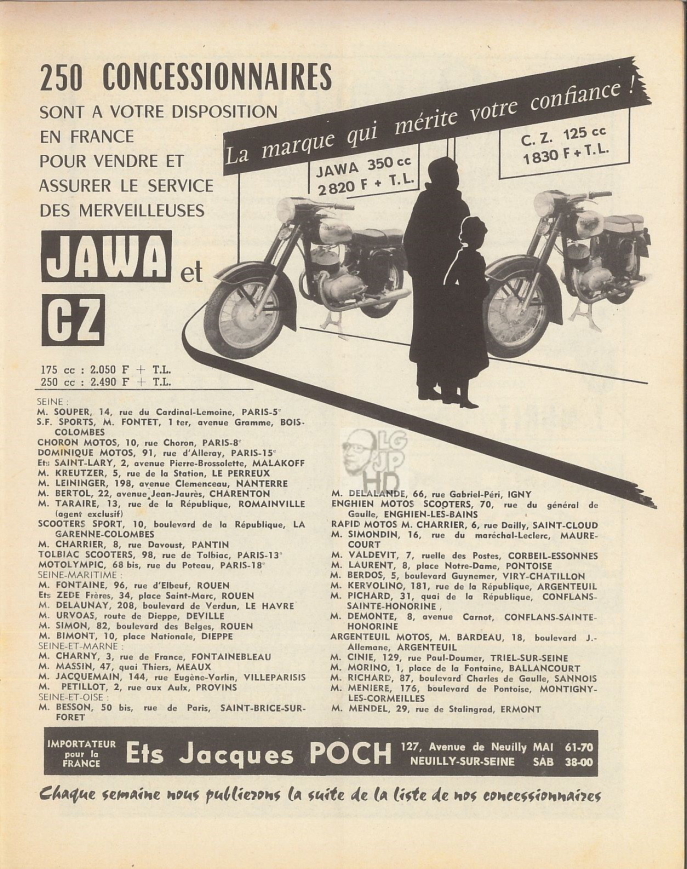 250 CONCESSIONNAIRES
SONT A VOTRE DISPOSITION
EN FRANCE
POUR VENDRE ET
ASSURER LE SERVICE
DES MERVEILLEUSES
JAWA et
CZ
175 cc : 2.050 F + T.L.
250 cc : 2.490 F + T.L.
La marque qui mérite votre confiance !
JAWA 350 cc
2 820 F + T.L.
C. Z. 125 cc
1 830 F + T.L.
SEINE :
M. SOUPER, 14, rue du Cardinal-Lemoine, PARIS-5°
S.F. SPORTS, M. FONTET, 1 ter, avenue Gramme, BOIS-
COLOMBES
CHORON MOTOS, 10, rue Choron, PARIS-8°
DOMINIQUE MOTOS, 91, rue d'Alleray, PARIS-15°
Ets SAINT-LARY, 2, avenue Pierre-Brossolette, MALAKOFF
M. KREUTZER, 5, rue de la Station, LE PERREUX
M. LEININGER, 198, avenue Clemenceau, NANTERRE
M. BERTOL, 22, avenue Jean-Jaurès, CHARENTON
M. TARAIRE, 13, rue de la République, ROMAINVILLE
(agent exclusif)
SCOOTERS SPORT, 10, boulevard de la République, LA
GARENNE-COLOMBES
M. CHARRIER, 8, rue Davoust, PANTIN
TOLBIAC SCOOTERS, 98, rue de Tolbiac, PARIS-13°
MOTOLYMPIC, 68 bis, rue du Poteau, PARIS-18°
SEINE-MARITIME :
M. FONTAINE, 96, rue d'Elbeuf, ROUEN
Ets ZEDE Frères, 34, place Saint-Marc, ROUEN
M. DELAUNAY, 208, boulevard de Verdun, LE HAVRE
M. URVOAS, route de Dieppe, DEVILLE
M. SIMON, 82, boulevard des Belges, ROUEN
M. BIMONT, 10, place Nationale, DIEPPE
SEINE-ET-MARNE :
M. CHARNY, 3, rue de France, FONTAINEBLEAU
M. MASSIN, 47, quai Thiers, MEAUX
M. JACQUEMAIN, 144, rue Eugène-Vorlin, VILLEPARISIS
M. PETILLOT, 2, rue aux Aulx, PROVINS
SEINE-ET-OISE :
M. BESSON, 50 bis, rue de Paris, SAINT-BRICE-SUR-
FORET
LG
JP
HD
M. DELALANDE, 66, rue Gabriel-Péri, IGNY
ENGHIEN MOTOS SCOOTERS, 70, rue du général de
Gaulle, ENGHIEN-LES-BAINS
RAPID MOTOS M. CHARRIER, 6, rue Dailly, SAINT-CLOUD
M. SIMONDIN, 16, rue du maréchal-Leclerc, MAURE-
COURT
M. VALDEVIT, 7, ruelle des Postes, CORBEIL-ESSONNES
M. LAURENT, 8, place Notre-Dame, PONTOISE
M. BERDOS, 5, boulevard Guynemer, VIRY-CHATILLON
M. KERVOLINO, 181, rue de la République, ARGENTEUIL
M. PICHARD, 31, quai de la République, CONFLANS-
SAINTE-HONORINE .
M. DEMONTE, 8, avenue Carnot, CONFLANS-SAINTE-
HONORINE
ARGENTEUIL MOTOS, M. BARDEAU, 18, boulevard J.-
Allemane, ARGENTEUIL
M. CINIE, 129, rue Paul-Doumer, TRIEL-SUR-SEINE
M. MORINO, 1, place de la Fontaine, BALLANCOURT
M. RICHARD, 87, boulevard Charles de Gaulle, SANNOIS
M. MENIERE, 176, boulevard de Pontoise, MONTIGNY-
LES-CORMEILLES
M. MENDEL, 29, rue de Stalingrad, ERMONT
IMPORTATEUR
pour la
FRANCE
Ets Jacques POCH
127, Avenue de Neuilly MAI 61-70
NEUILLY-SUR-SEINE SAB 38-00
Chaque semaine nous publierons la suite de la liste de nos concessionnaires